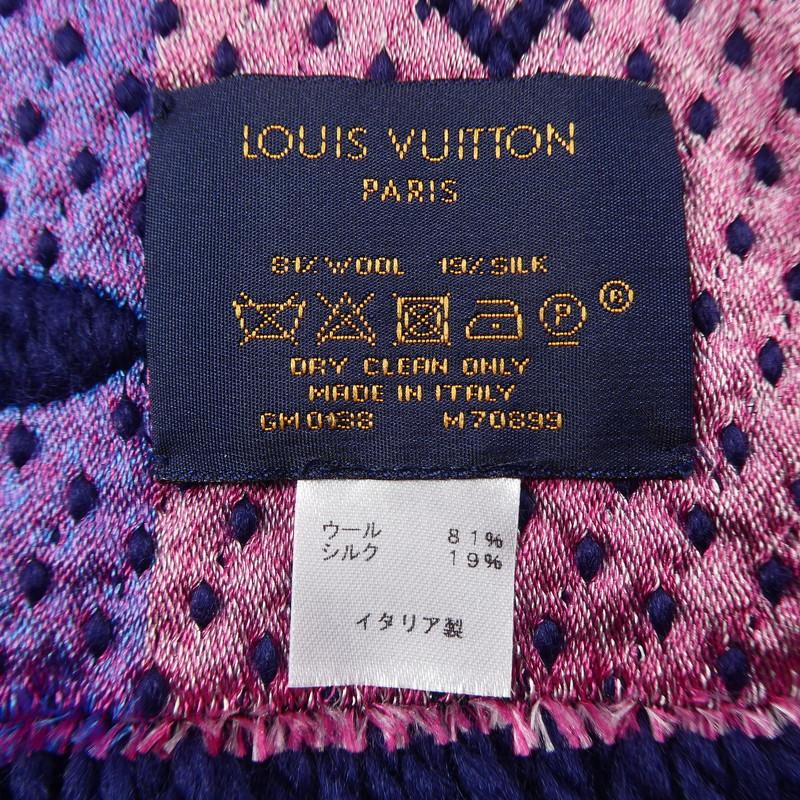 LOUIS VUITTON
PARIS
81% WOOL 19% SILK
P
R
DRY CLEAN ONLY
MADE IN ITALY
GM0138 M70899
ウール 81%
シルク 19%
イタリア製